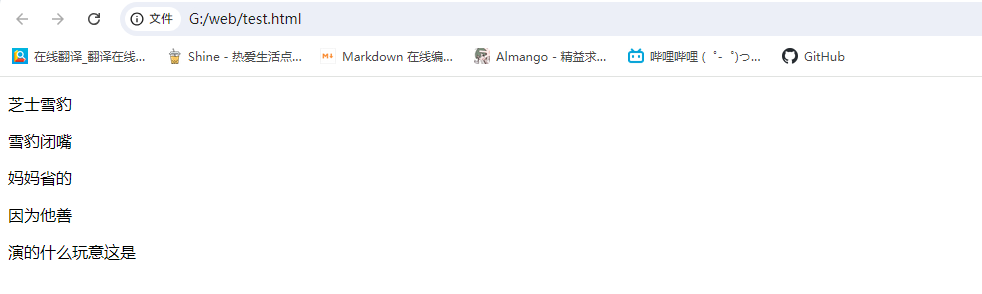 文件 G:/web/test.html
在线翻译_翻译在线... Shine - 热爱生活点... Markdown 在线编... Almango - 精益求... 哔哩哔哩 ( ゜- ゜)つ... GitHub
芝士雪豹
雪豹闭嘴
妈妈省的
因为他善
演的什么玩意这是